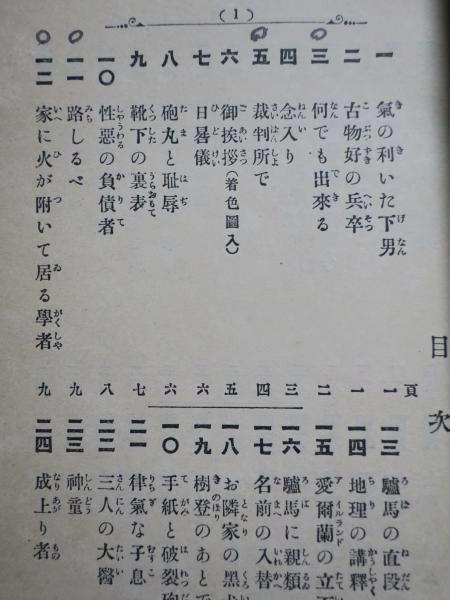 (1)
目次
頁
一 氣の利いた下男 一
二 古物好の兵卒 一
三 何でも出來る 二
四 念入り 三
五 裁判所で 四
六 御挨拶(着色圖入) 五
七 日晷儀 六
八 砲丸と耻辱 六
九 靴下の裏表 七
一〇 性惡の負債者 八
一一 路しるべ 九
一二 家に火が附いて居る學者 九
一三 驢馬の直段
一四 地理の講釋
一五 愛爾蘭の立
一六 驢馬に親類
一七 名前の入替
一八 お隣家の黑
一九 樹登のあとで
二〇 手紙と破裂
二一 律氣な子息
二二 三人の大醫
二三 神童
二四 成上り者